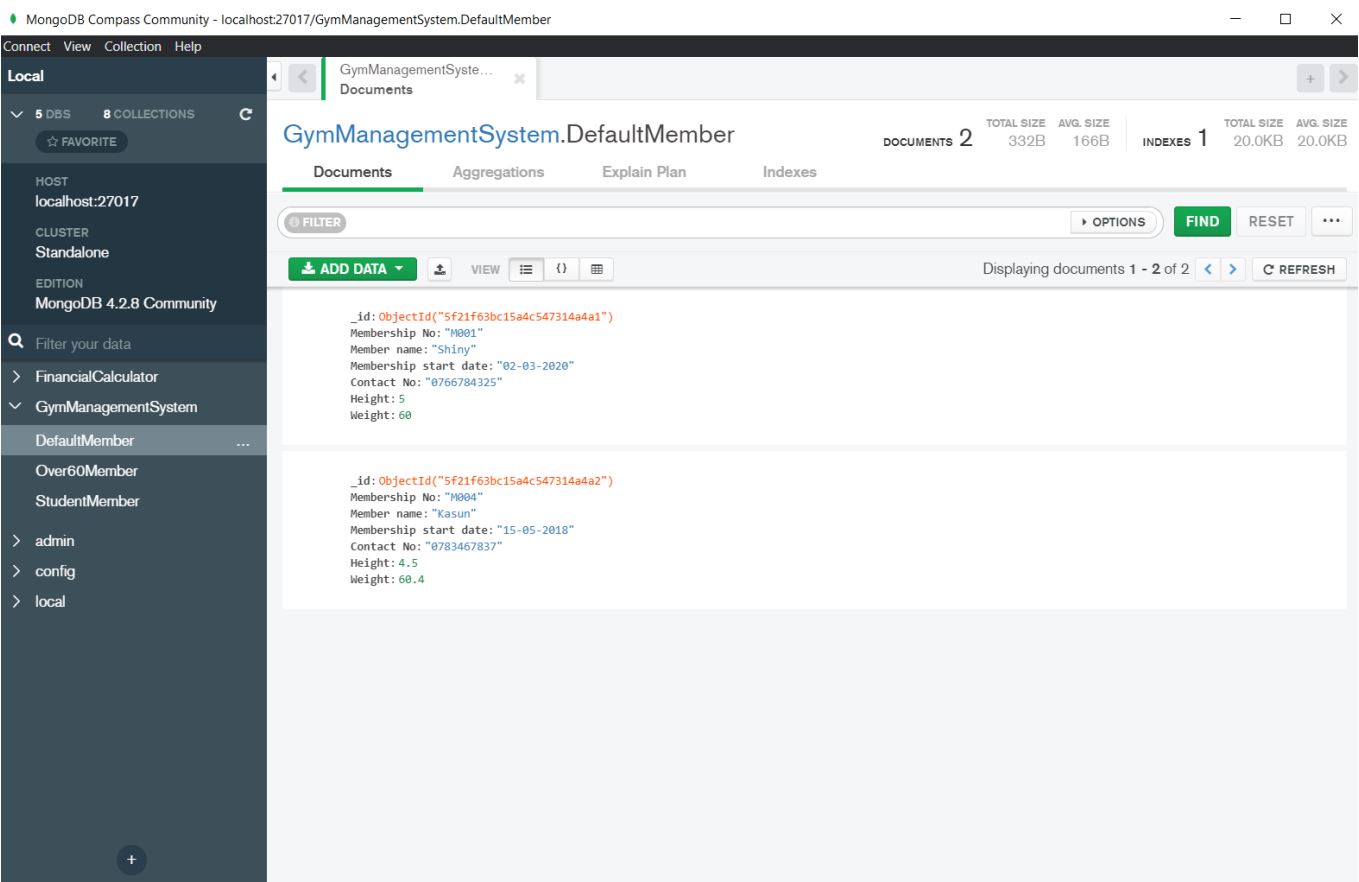 MongoDB Compass Community - localhost:27017/GymManagementSystem.DefaultMember
Connect View Collection Help
Local
5 DBS 8 COLLECTIONS
FAVORITE
HOST
localhost:27017
CLUSTER
Standalone
EDITION
MongoDB 4.2.8 Community
Filter your data
FinancialCalculator
GymManagementSystem
DefaultMember ...
Over60Member
StudentMember
admin
config
local
+
GymManagementSyste...
Documents
+
GymManagementSystem.DefaultMember
DOCUMENTS 2
TOTAL SIZE AVG. SIZE
332B 166B
INDEXES 1
TOTAL SIZE AVG. SIZE
20.0KB 20.0KB
Documents Aggregations Explain Plan Indexes
FILTER
OPTIONS
FIND RESET ...
ADD DATA
VIEW {}
Displaying documents 1 - 2 of 2 < > REFRESH
_id: ObjectId("5f21f63bc15a4c547314a4a1")
Membership No: "M001"
Member name: "Shiny"
Membership start date: "02-03-2020"
Contact No: "0766784325"
Height: 5
Weight: 60
_id: ObjectId("5f21f63bc15a4c547314a4a2")
Membership No: "M004"
Member name: "Kasun"
Membership start date: "15-05-2018"
Contact No: "0783467837"
Height: 4.5
Weight: 60.4